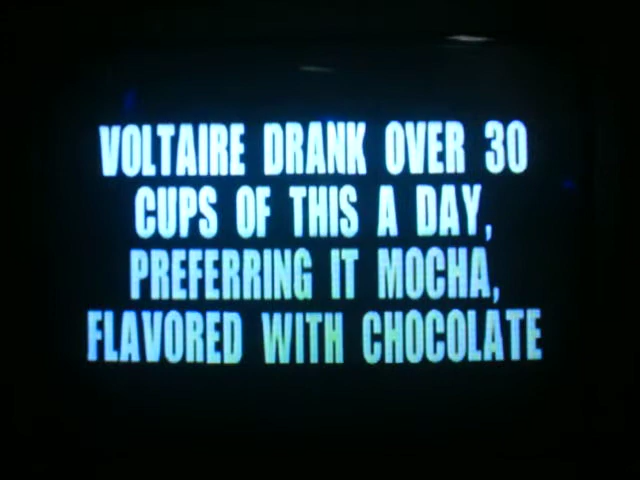 VOLTAIRE DRANK OVER 30
CUPS OF THIS A DAY,
PREFERRING IT MOCHA,
FLAVORED WITH CHOCOLATE